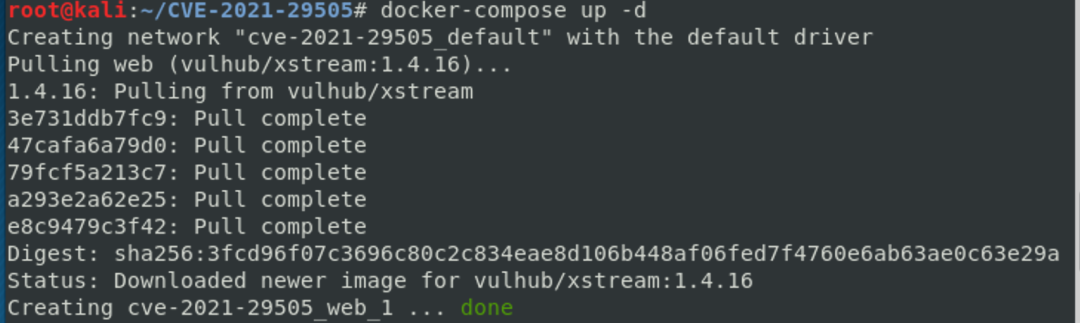 root@kali:~/CVE-2021-29505# docker-compose up -d
Creating network "cve-2021-29505_default" with the default driver
Pulling web (vulhub/xstream:1.4.16)...
1.4.16: Pulling from vulhub/xstream
3e731ddb7fc9: Pull complete
47cafa6a79d0: Pull complete
79fcf5a213c7: Pull complete
a293e2a62e25: Pull complete
e8c9479c3f42: Pull complete
Digest: sha256:3fcd96f07c3696c80c2c834eae8d106b448af06fed7f4760e6ab63ae0c63e29a
Status: Downloaded newer image for vulhub/xstream:1.4.16
Creating cve-2021-29505_web_1 ... done